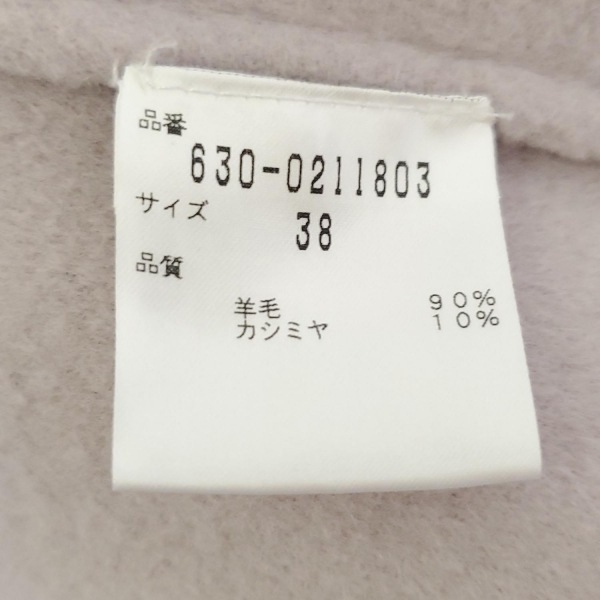 品番
630-0211803
サイズ
38
品質
羊毛 90%
カシミヤ 10%